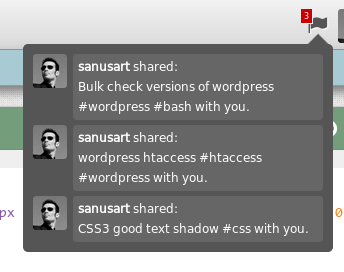 3
sanusart shared:
Bulk check versions of wordpress
#wordpress #bash with you.
sanusart shared:
wordpress htaccess #htaccess
#wordpress with you.
px
0
sanusart shared:
CSS3 good text shadow #css with you.